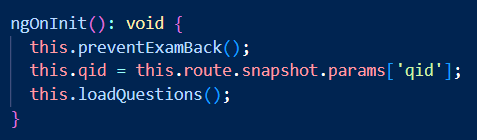 ngOnInit(): void {
  this.preventExamBack();
  this.qid = this.route.snapshot.params['qid'];
  this.loadQuestions();
}